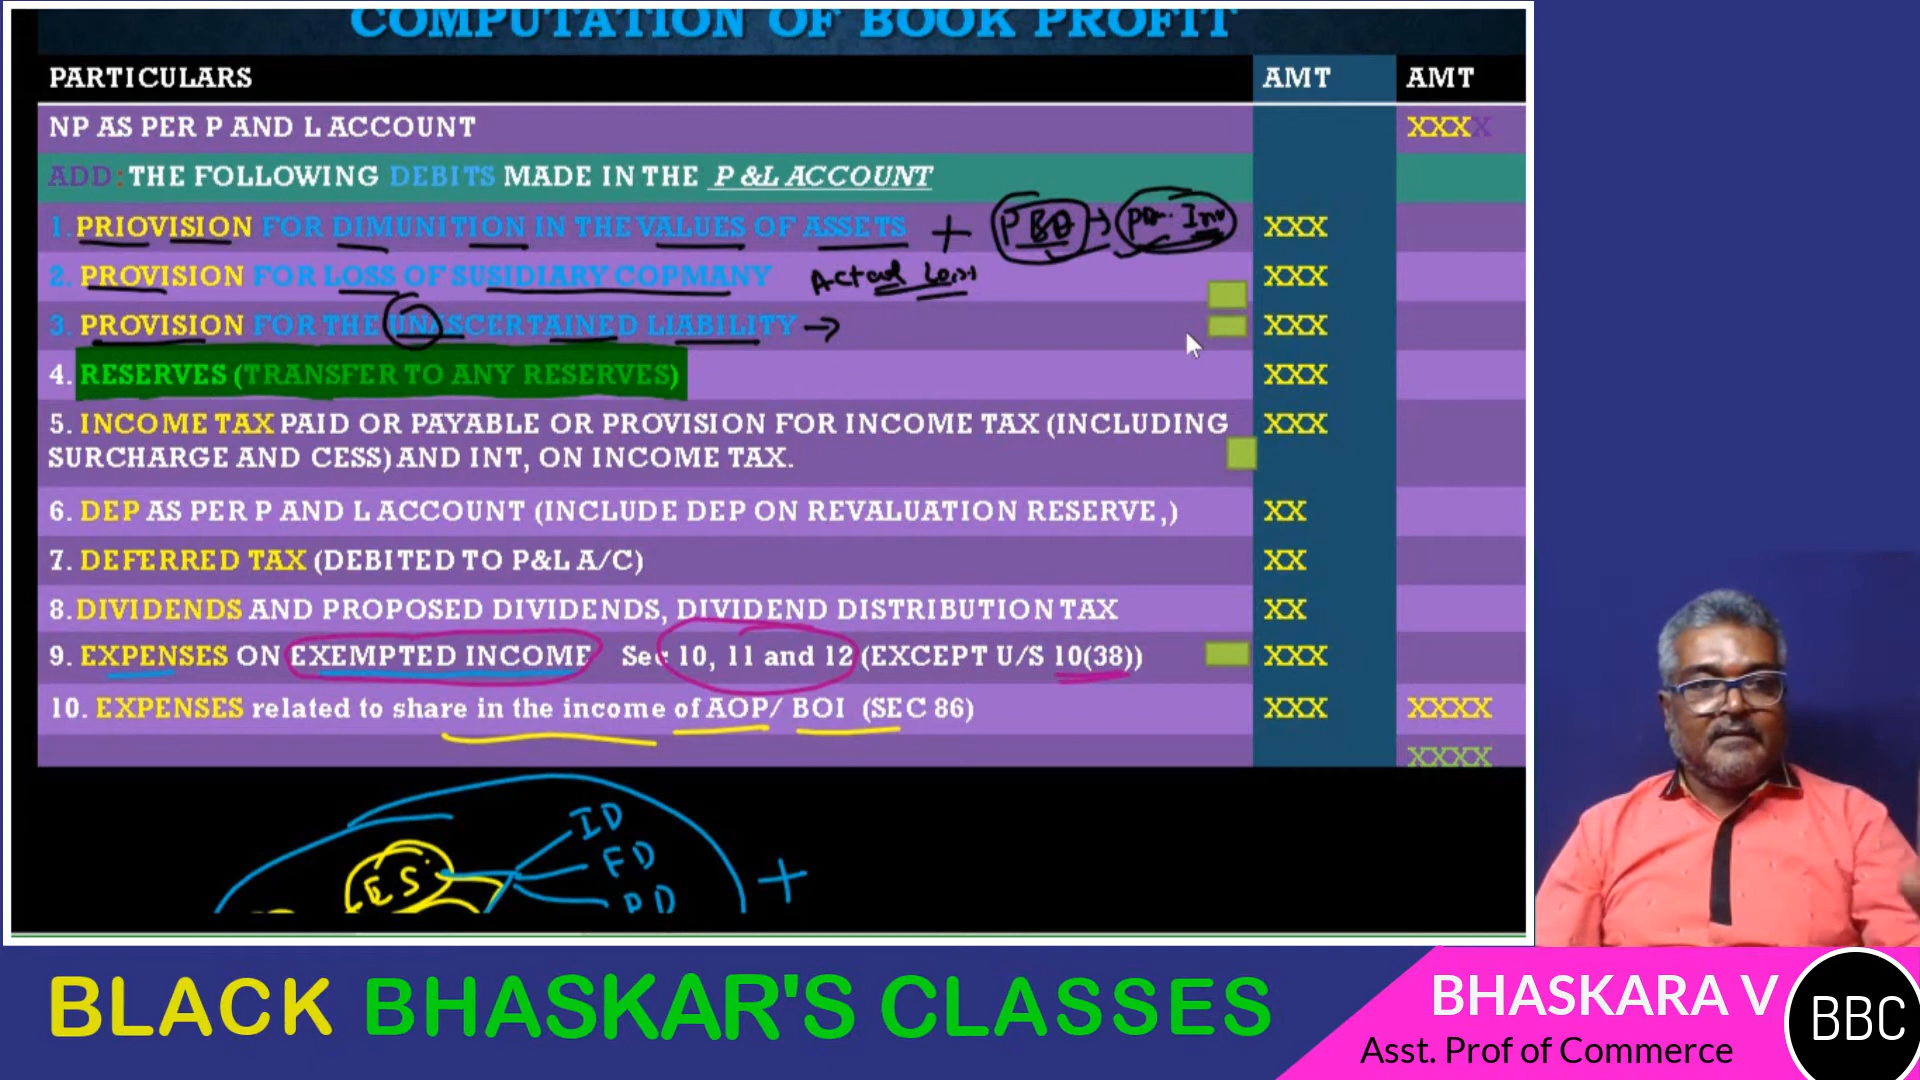 COMPUTATION OF BOOK PROFIT
PARTICULARS AMT AMT
NP AS PER P AND L ACCOUNT XXXX
ADD: THE FOLLOWING DEBITS MADE IN THE P &L ACCOUNT
1. PRIOVISION FOR DIMUNITION IN THE VALUES OF ASSETS + XXX
2. PROVISION FOR LOSS OF SUSIDIARY COPMANY Actual Loss XXX
3. PROVISION FOR THE UNASCERTAINED LIABILITY → XXX
4. RESERVES (TRANSFER TO ANY RESERVES) XXX
5. INCOME TAX PAID OR PAYABLE OR PROVISION FOR INCOME TAX (INCLUDING XXX
SURCHARGE AND CESS) AND INT, ON INCOME TAX.
6. DEP AS PER P AND L ACCOUNT (INCLUDE DEP ON REVALUATION RESERVE,) XX
7. DEFERRED TAX (DEBITED TO P&L A/C) XX
8. DIVIDENDS AND PROPOSED DIVIDENDS, DIVIDEND DISTRIBUTION TAX XX
9. EXPENSES ON EXEMPTED INCOME Sec 10, 11 and 12 (EXCEPT U/S 10(38)) XXX
10. EXPENSES related to share in the income of AOP/ BOI (SEC 86) XXX XXXX
XXXX
ID
ES FD +
PD
BLACK BHASKAR'S CLASSES
BHASKARA V
Asst. Prof of Commerce
BBC